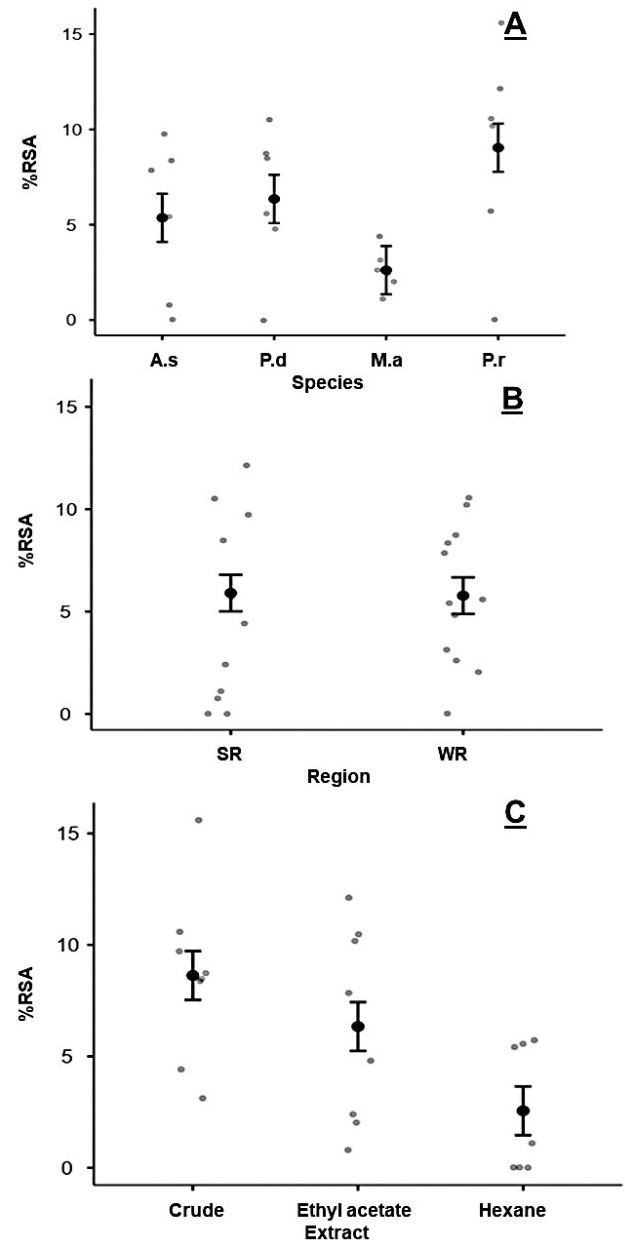 A
15
10
5
0
%RSA
A.s P.d M.a P.r
Species
B
15
10
5
0
%RSA
SR WR
Region
C
15
10
5
0
%RSA
Crude Ethyl acetate Hexane
Extract